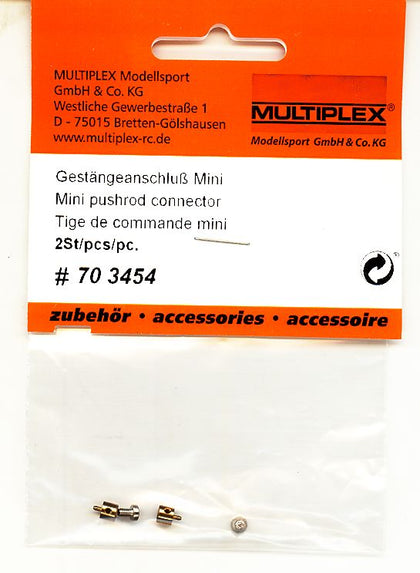 MULTIPLEX Modellsport
GmbH & Co. KG
Westliche Gewerbestraße 1
D - 75015 Bretten-Gölshausen
www.multiplex-rc.de
MULTIPLEX®
Modellsport GmbH & Co. KG
Gestängeanschluß Mini
Mini pushrod connector
Tige de commande mini
2St/pcs/pc.
# 70 3454
zubehör • accessories • accessoire